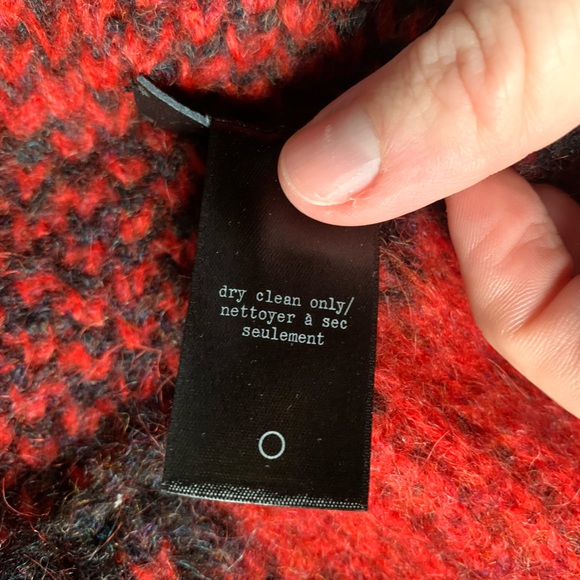 dry clean only/
nettoyer à sec
seulement